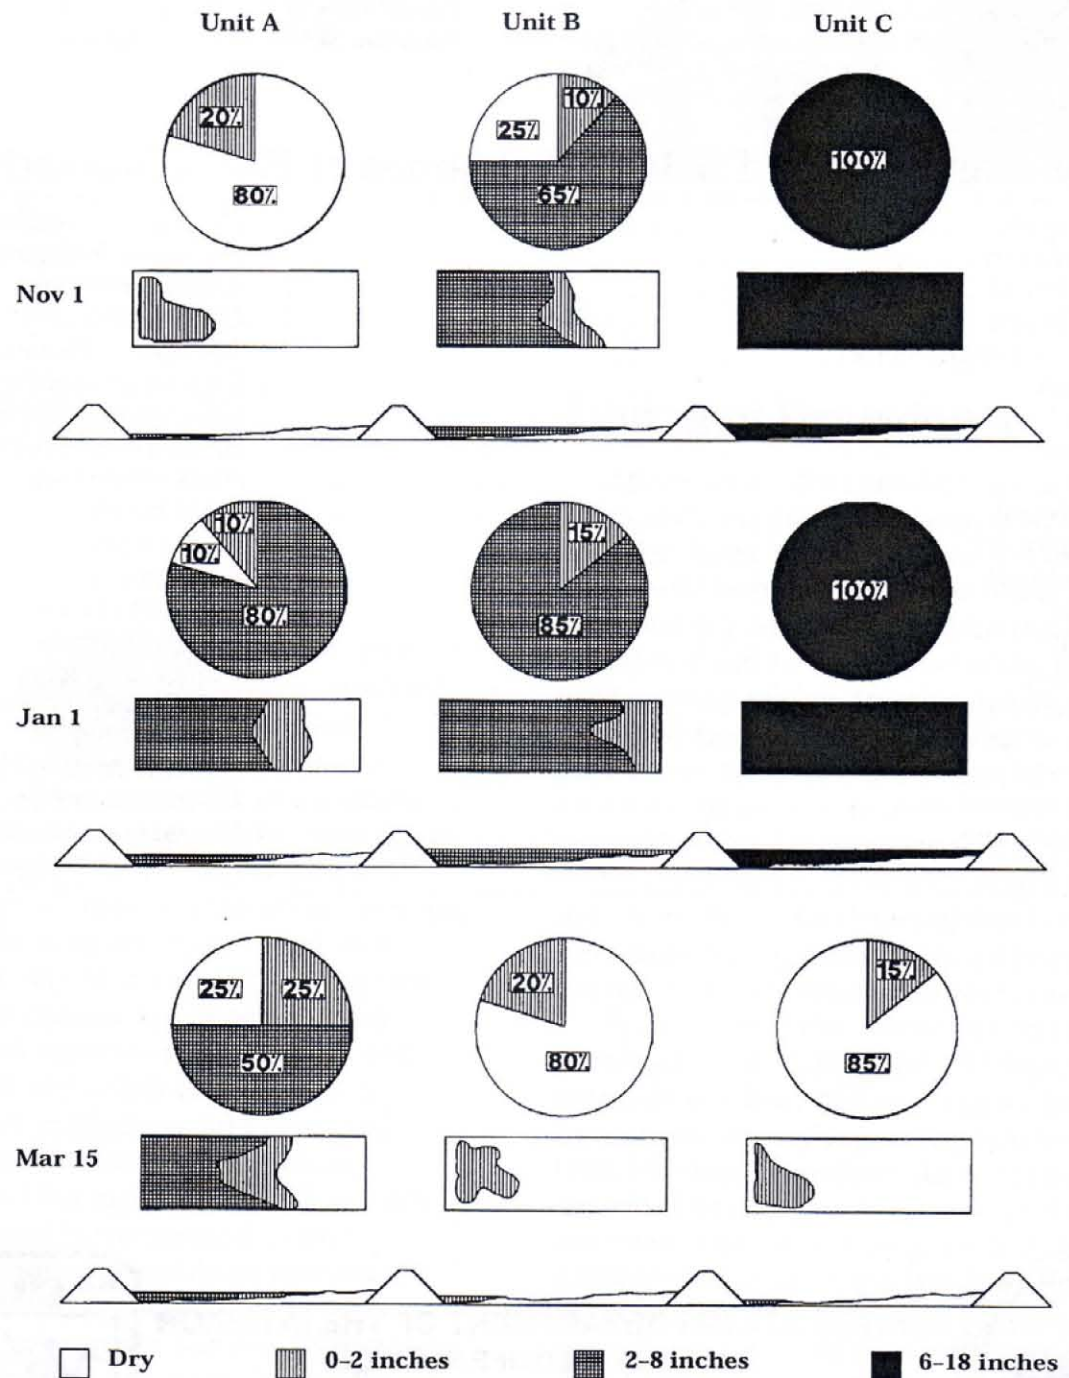 Unit A Unit B Unit C
20% 10% 100%
25%
80% 65%
Nov 1
10% 15% 100%
10%
80% 85%
Jan 1
25% 25% 20% 15%
50% 80% 85%
Mar 15
Dry 0-2 inches 2-8 inches 6-18 inches